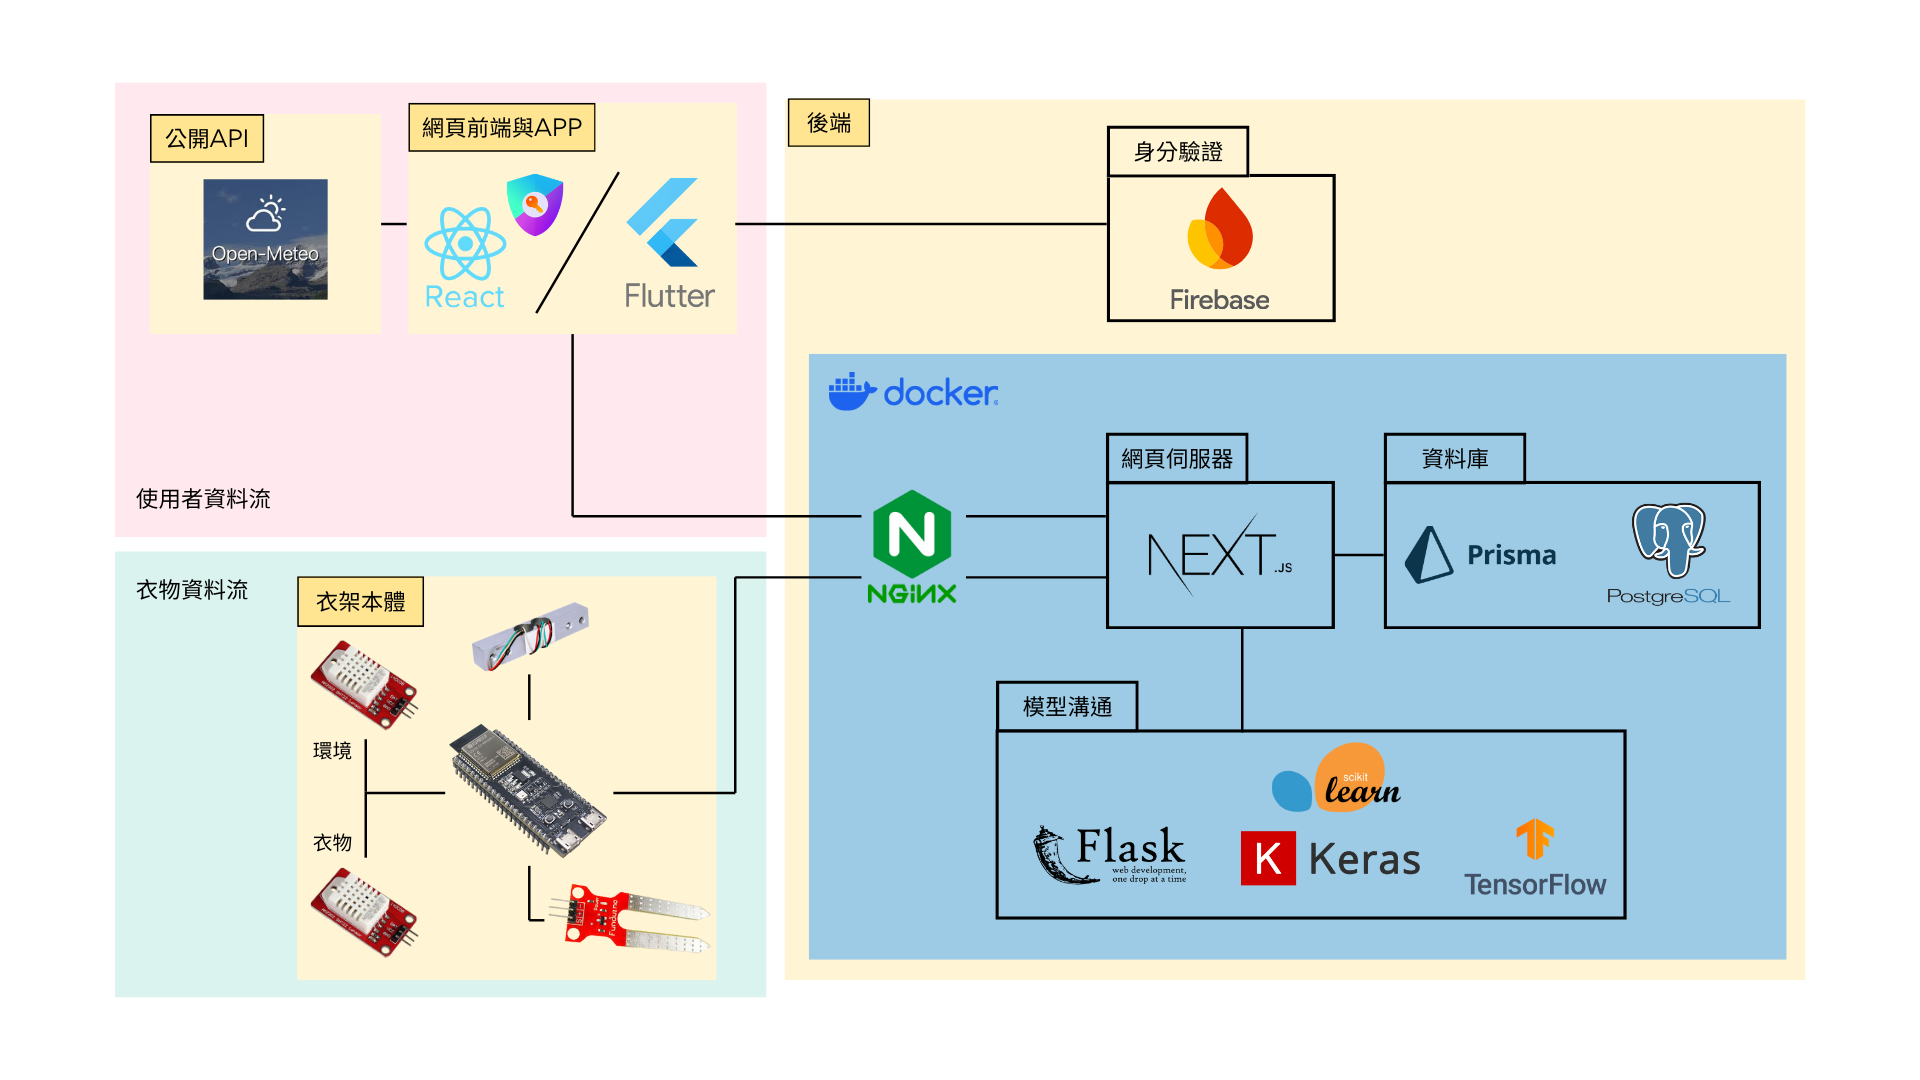 公開API
Open-Meteo
網頁前端與APP
React
Flutter
使用者資料流
衣物資料流
衣架本體
環境
衣物
後端
身分驗證
Firebase
docker
NGINX
網頁伺服器
NEXT.JS
資料庫
Prisma
PostgreSQL
模型溝通
scikit
learn
Flask
web development,
one drop at a time
K Keras
TensorFlow